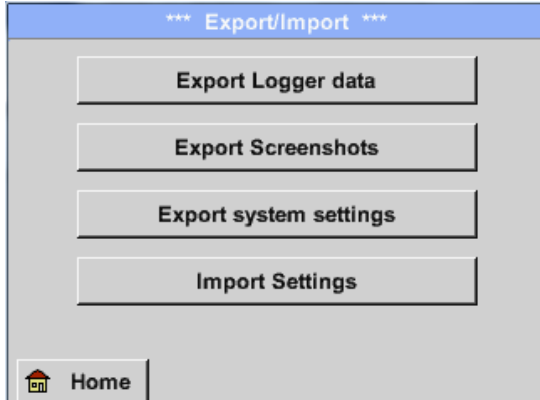 *** Export/Import ***
Export Logger data
Export Screenshots
Export system settings
Import Settings
Home